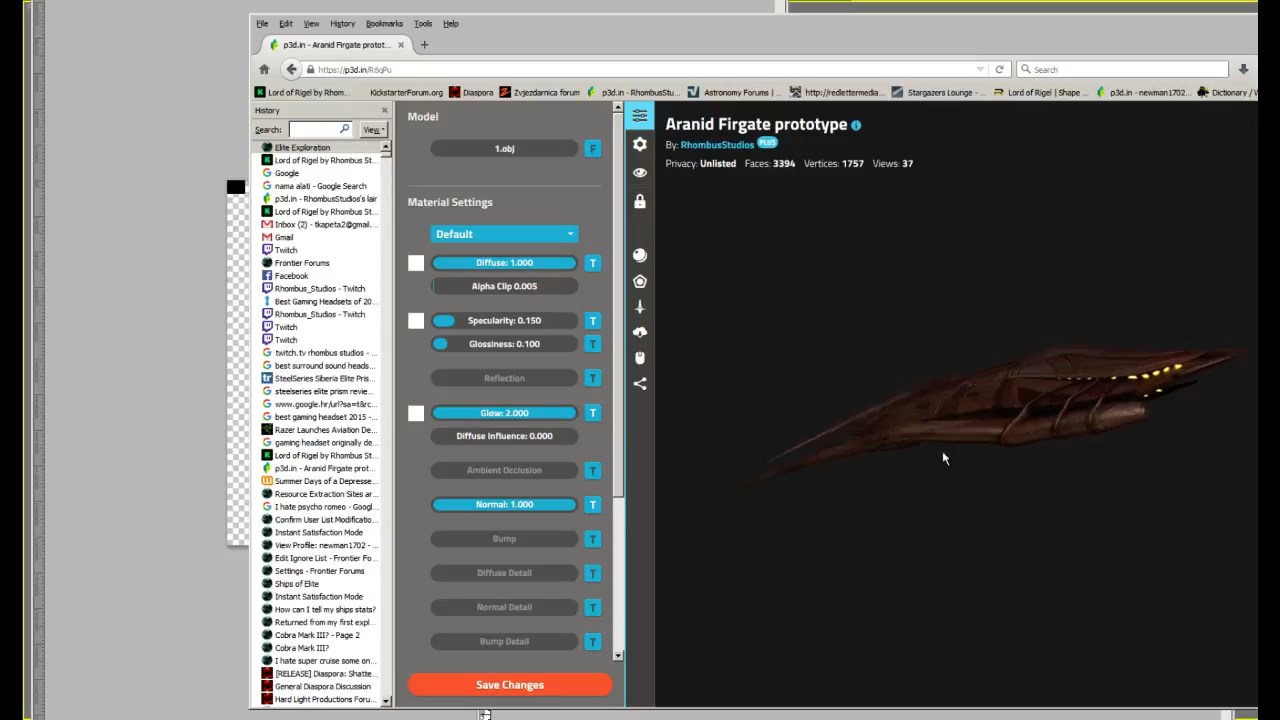 File Edit View History Bookmarks Tools Help
p3d.in - Aranid Firgate protot...
https://p3d.in/R6qPu
Search
Lord of Rigel by Rhom...
KickstarterForum.org
Diaspora
Zvjezdarnica forum
p3d.in - RhombusStu...
Astronomy Forums | ...
http://redlettermedia...
Stargazers Lounge - ...
Lord of Rigel | Shape ...
p3d.in - newman1702...
Dictionary / W
History
Search:
View
Elite Exploration
Lord of Rigel by Rhombus St...
Google
nama alati - Google Search
p3d.in - RhombusStudios's lair
Lord of Rigel by Rhombus St...
Inbox (2) - tkapeta2@gmail....
Gmail
Twitch
Frontier Forums
Facebook
Rhombus_Studios - Twitch
Best Gaming Headsets of 20...
Rhombus_Studios - Twitch
Twitch
Twitch
twitch.tv rhombus studios - ...
best surround sound heads...
SteelSeries Siberia Elite Pris...
steelseries elite prism revie...
www.google.hr/url?sa=t&rc...
best gaming headset 2015 - ...
Razer Launches Aviation De...
gaming headset originally de...
Lord of Rigel by Rhombus St...
p3d.in - Aranid Firgate prot...
Summer Days of a Depresse...
Resource Extraction Sites ar...
I hate psycho romeo - Googl...
Confirm User List Modificatio...
Instant Satisfaction Mode
View Profile: newman1702 - ...
Edit Ignore List - Frontier Fo...
Settings - Frontier Forums
Ships of Elite
Instant Satisfaction Mode
How can I tell my ships stats?
Returned from my first expl...
Cobra Mark III? - Page 2
Cobra Mark III?
I hate super cruise some on...
[RELEASE] Diaspora: Shatte...
General Diaspora Discussion
Hard Light Productions Foru...
Model
1.obj F
Material Settings
Default
Diffuse: 1.000 T
Alpha Clip 0.005
Specularity: 0.150 T
Glossiness: 0.100 T
Reflection T
Glow: 2.000 T
Diffuse Influence: 0.000
Ambient Occlusion T
Normal: 1.000 T
Bump T
Diffuse Detail T
Normal Detail T
Bump Detail T
Save Changes
Aranid Firgate prototype
By: RhombusStudios PLUS
Privacy: Unlisted Faces: 3394 Vertices: 1757 Views: 37